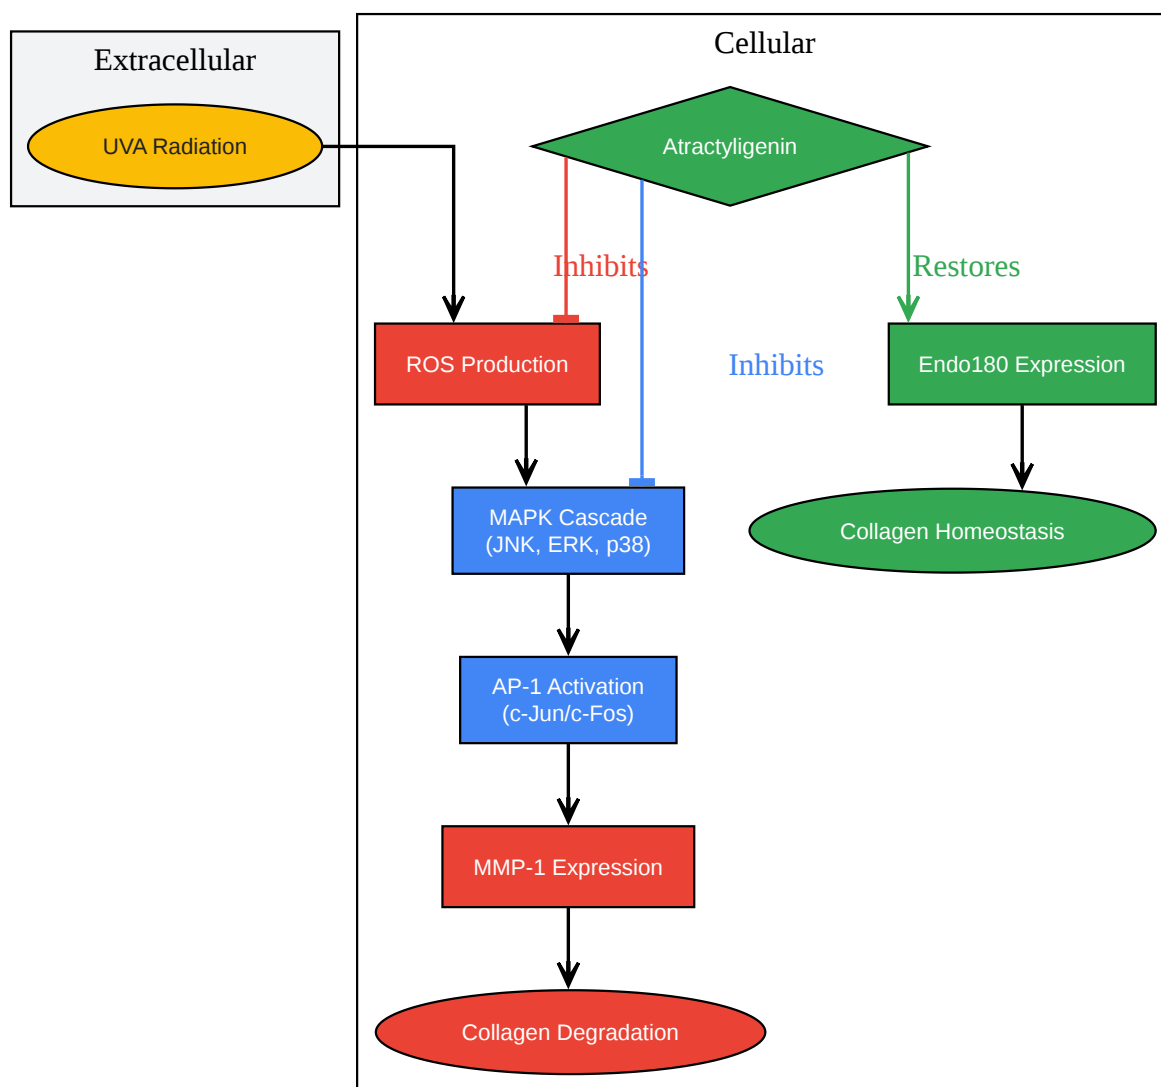 Extracellular
Cellular
UVA Radiation
Atractyligenin
Inhibits
Restores
ROS Production
Inhibits
Endo180 Expression
MAPK Cascade
(JNK, ERK, p38)
Collagen Homeostasis
AP-1 Activation
(c-Jun/c-Fos)
MMP-1 Expression
Collagen Degradation